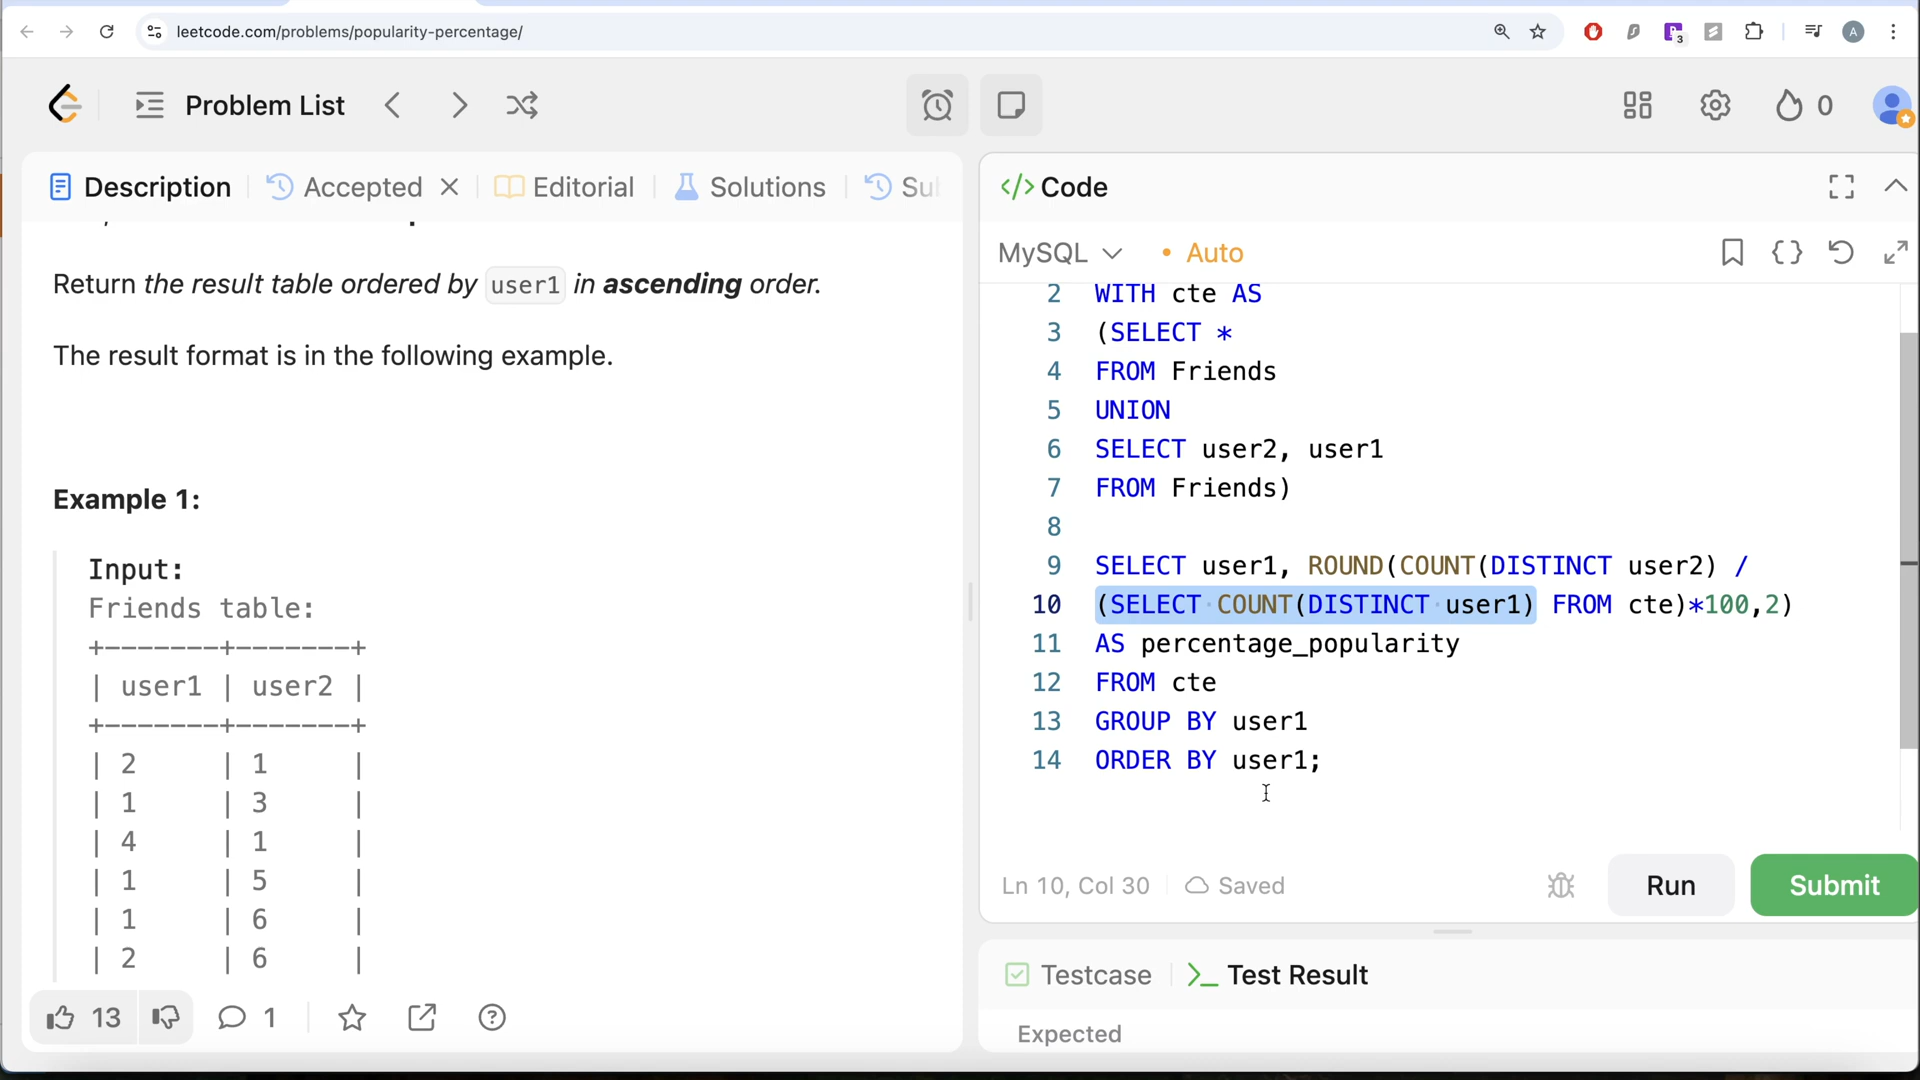 leetcode.com/problems/popularity-percentage/
3
A
Problem List
0
Description
Accepted
Editorial
Solutions
Return the result table ordered by user1 in ascending order.
The result format is in the following example.
Example 1:
Input:
Friends table:
+-------+-------+
| user1 | user2 |
+-------+-------+
| 2     | 1     |
| 1     | 3     |
| 4     | 1     |
| 1     | 5     |
| 1     | 6     |
| 2     | 6     |
13
1
</> Code
MySQL
• Auto
2 WITH cte AS
3 (SELECT *
4 FROM Friends
5 UNION
6 SELECT user2, user1
7 FROM Friends)
8
9 SELECT user1, ROUND(COUNT(DISTINCT user2) /
10 (SELECT COUNT(DISTINCT user1) FROM cte)*100,2)
11 AS percentage_popularity
12 FROM cte
13 GROUP BY user1
14 ORDER BY user1;
Ln 10, Col 30
Saved
Run
Submit
Testcase
Test Result
Expected